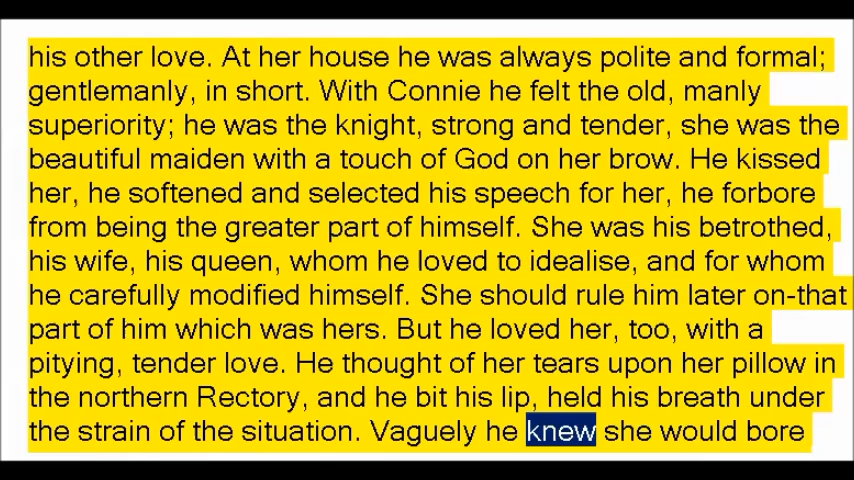 his other love. At her house he was always polite and formal;
gentlemanly, in short. With Connie he felt the old, manly
superiority; he was the knight, strong and tender, she was the
beautiful maiden with a touch of God on her brow. He kissed
her, he softened and selected his speech for her, he forbore
from being the greater part of himself. She was his betrothed,
his wife, his queen, whom he loved to idealise, and for whom
he carefully modified himself. She should rule him later on-that
part of him which was hers. But he loved her, too, with a
pitying, tender love. He thought of her tears upon her pillow in
the northern Rectory, and he bit his lip, held his breath under
the strain of the situation. Vaguely he knew she would bore